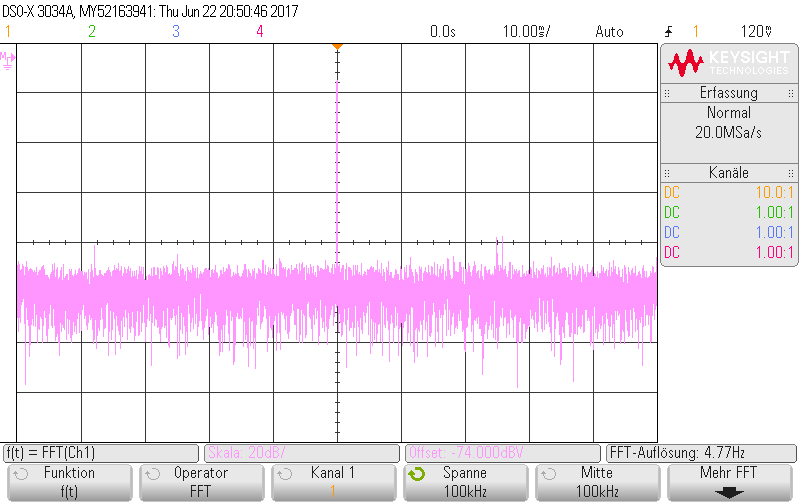 DSO-X 3034A, MY52163941: Thu Jun 22 20:50:46 2017
1 2 3 4 0.0s 10.00ms/ Auto 1 120mV
M
KEYSIGHT
TECHNOLOGIES
Erfassung
Normal
20.0MSa/s
Kanäle
DC 10.0:1
DC 1.00:1
DC 1.00:1
DC 1.00:1
f(t) = FFT(Ch1) Skala: 20dB/ Offset: -74.000dBV FFT-Auflösung: 4.77Hz
Funktion Operator Kanal 1 Spanne Mitte Mehr FFT
f(t) FFT 1 100kHz 100kHz